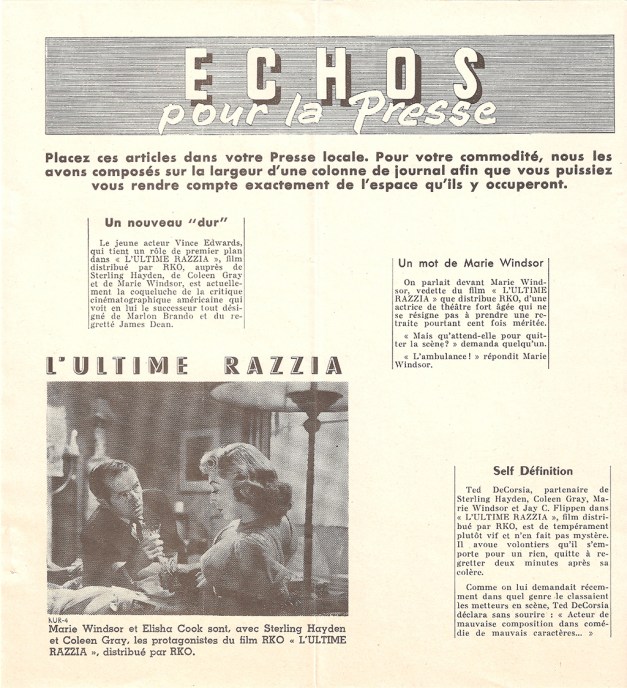 ECHOS
pour la Presse
Placez ces articles dans votre Presse locale. Pour votre commodité, nous les
avons composés sur la largeur d'une colonne de journal afin que vous puissiez
vous rendre compte exactement de l'espace qu'ils y occuperont.
Un nouveau "dur"
Le jeune acteur Vince Edwards,
qui tient un rôle de premier plan
dans « L'ULTIME RAZZIA », film
distribué par RKO, auprès de
Sterling Hayden, de Coleen Gray
et de Marie Windsor, est actuelle-
ment la coqueluche de la critique
cinématographique américaine qui
voit en lui le successeur tout dési-
gné de Marlon Brando et du re-
gretté James Dean.
Un mot de Marie Windsor
On parlait devant Marie Wind-
sor, vedette du film « L'ULTIME
RAZZIA » que distribue RKO, d'une
actrice de théâtre fort âgée qui ne
se résigne pas à prendre une re-
traite pourtant cent fois méritée.
« Mais qu'attend-elle pour quit-
ter la scène? » demanda quelqu'un.
« L'ambulance! » répondit Marie
Windsor.
L'ULTIME RAZZIA
KUR-4
Marie Windsor et Elisha Cook sont, avec Sterling Hayden
et Coleen Gray, les protagonistes du film RKO « L'ULTIME
RAZZIA », distribué par RKO.
Self Définition
Ted DeCorsia, partenaire de
Sterling Hayden, Coleen Gray, Ma-
rie Windsor et Jay C. Flippen dans
« L'ULTIME RAZZIA », film distri-
bué par RKO, est de tempérament
plutôt vif et n'en fait pas mystère.
Il avoue volontiers qu'il s'em-
porte pour un rien, quitte à re-
gretter deux minutes après sa
colère.
Comme on lui demandait récem-
ment dans quel genre le classaient
les metteurs en scène, Ted DeCorsia
déclara sans sourire : « Acteur de
mauvaise composition dans comé-
die de mauvais caractères... »